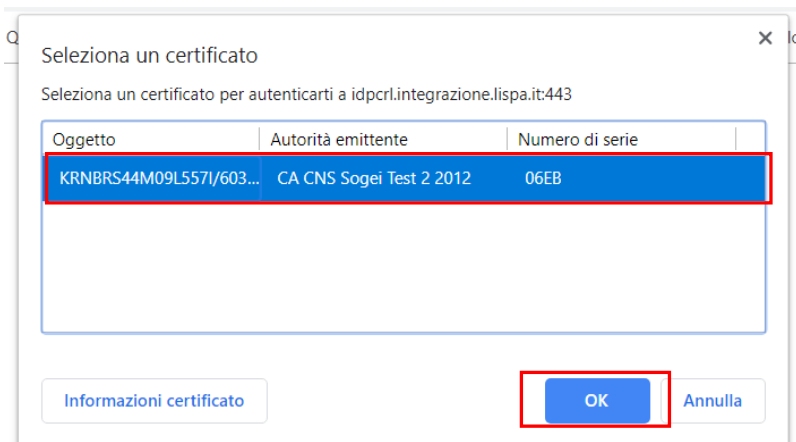 Seleziona un certificato
Seleziona un certificato per autenticarti a idpcrl.integrazione.lispa.it:443
Oggetto Autorità emittente Numero di serie
KRNBRS44M09L557I/603... CA CNS Sogei Test 2 2012 06EB
Informazioni certificato OK Annulla